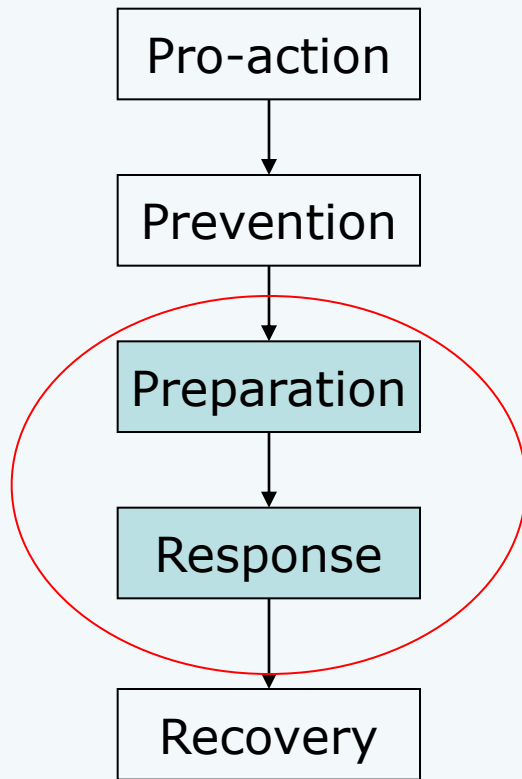 Pro-action
Prevention
Preparation
Response
Recovery